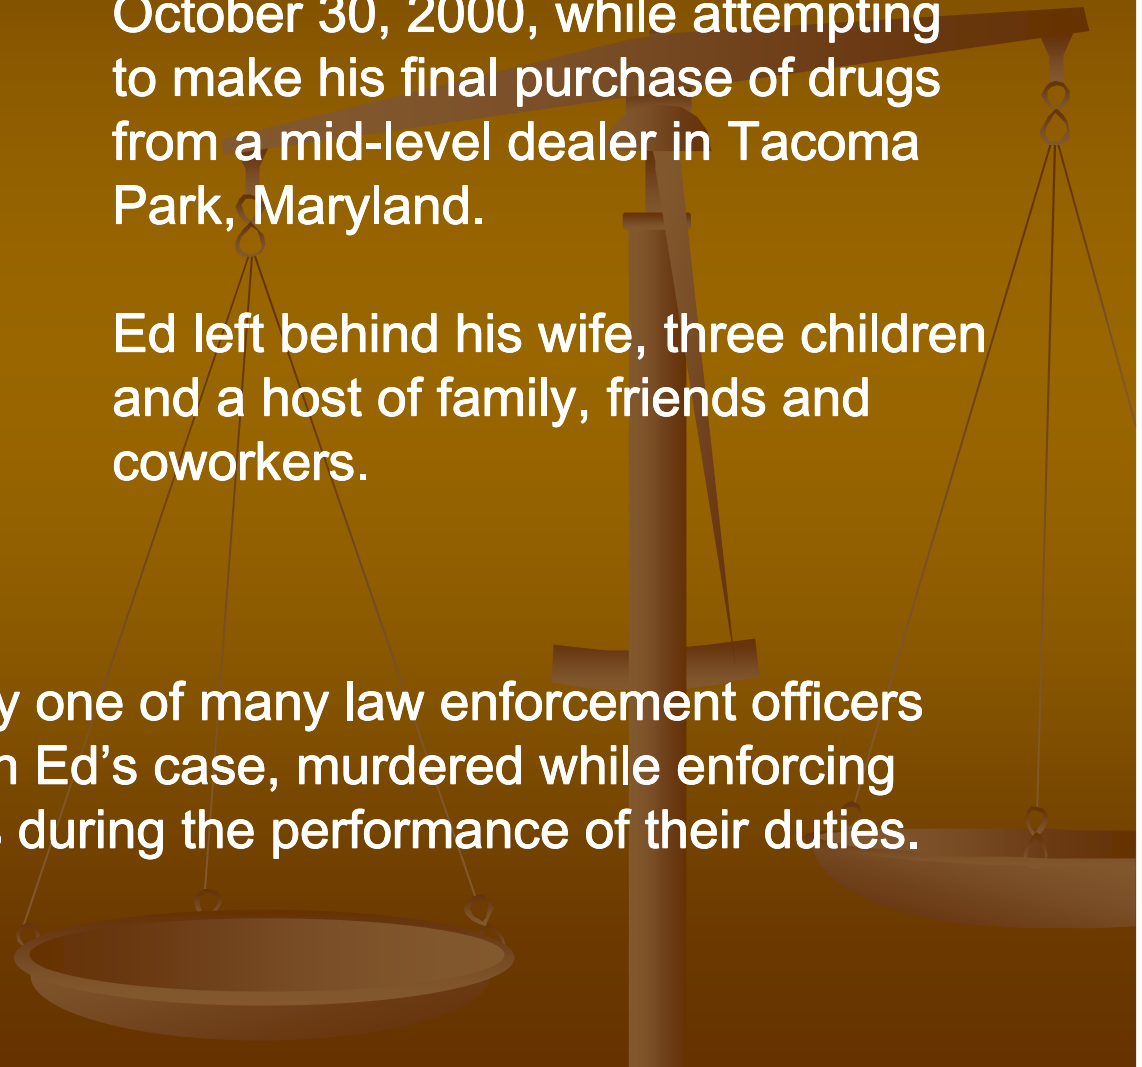 October 30, 2000, while attempting
to make his final purchase of drugs
from a mid-level dealer in Tacoma
Park, Maryland.
Ed left behind his wife, three children
and a host of family, friends and
coworkers.
y one of many law enforcement officers
n Ed’s case, murdered while enforcing
s during the performance of their duties.